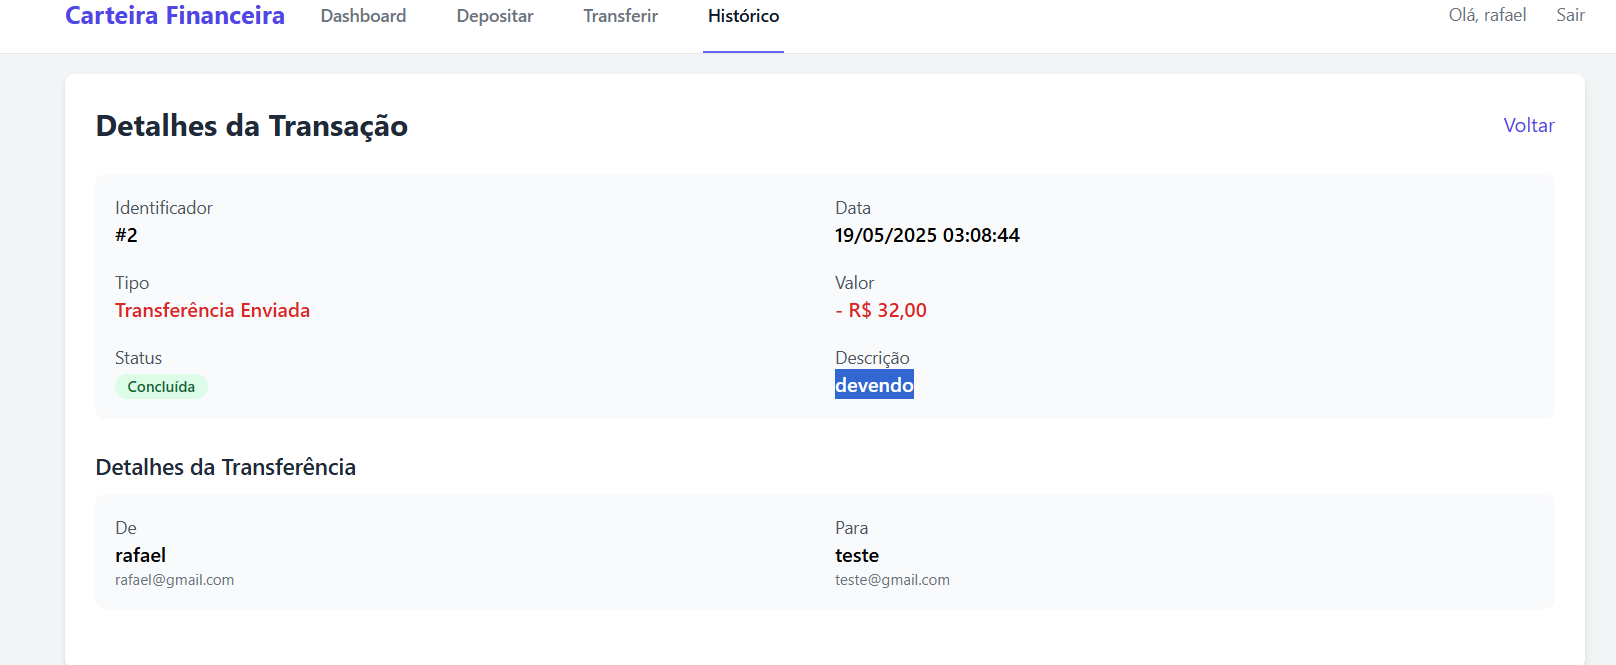 Carteira Financeira Dashboard Depositar Transferir Histórico Olá, rafael Sair
Detalhes da Transação Voltar
Identificador
#2
Data
19/05/2025 03:08:44
Tipo
Transferência Enviada
Valor
- R$ 32,00
Status
Concluída
Descrição
devendo
Detalhes da Transferência
De
rafael
rafael@gmail.com
Para
teste
teste@gmail.com